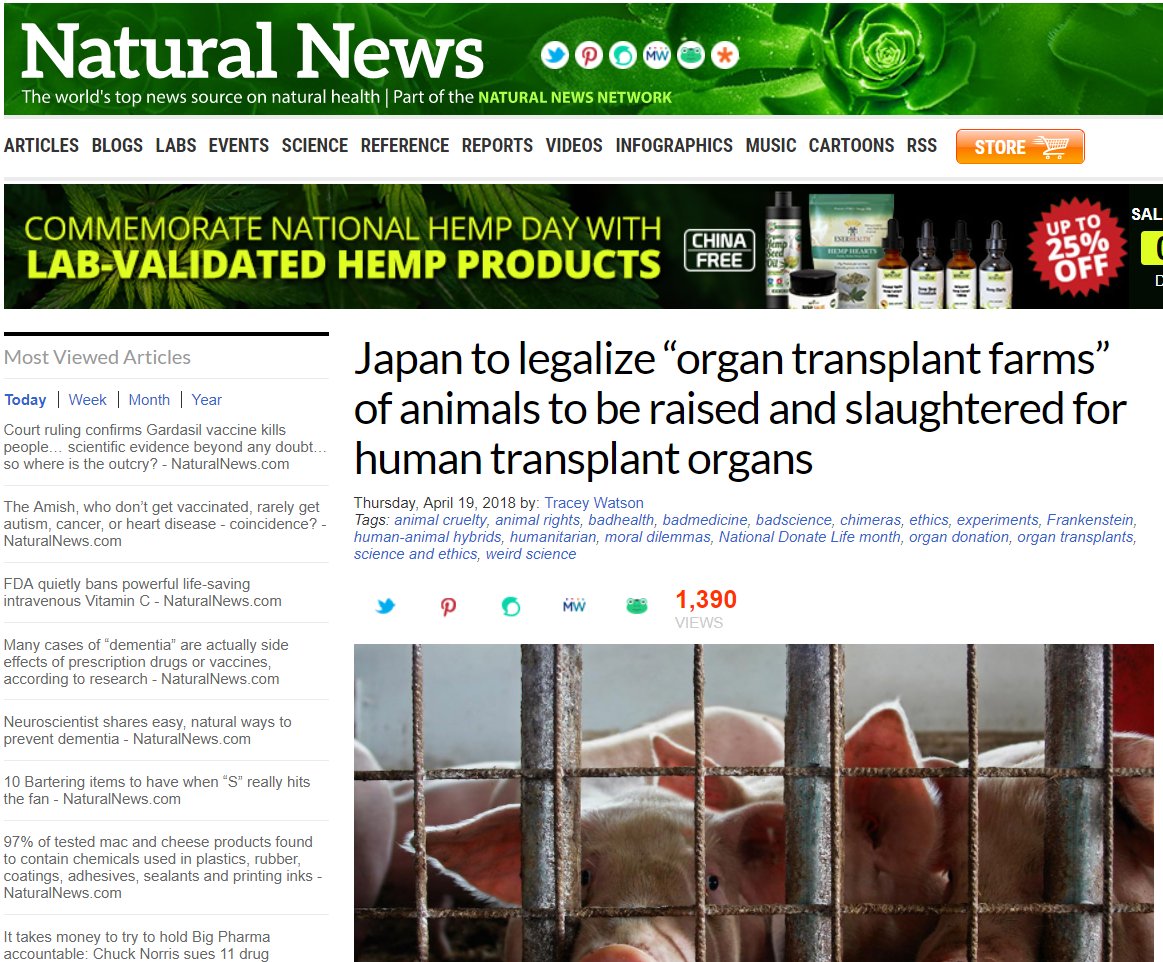 Natural News
The world's top news source on natural health | Part of the NATURAL NEWS NETWORK
MW
ARTICLES BLOGS LABS EVENTS SCIENCE REFERENCE REPORTS VIDEOS INFOGRAPHICS MUSIC CARTOONS RSS STORE
COMMEMORATE NATIONAL HEMP DAY WITH
LAB-VALIDATED HEMP PRODUCTS
CHINA
FREE
Organic
Hemp
Seed
Oil
ENERHEALTH
HEMP HEARTS
UP TO
25%
OFF
SAL
Most Viewed Articles
Today | Week | Month | Year
Court ruling confirms Gardasil vaccine kills
people… scientific evidence beyond any doubt…
so where is the outcry? - NaturalNews.com
The Amish, who don’t get vaccinated, rarely get
autism, cancer, or heart disease - coincidence? -
NaturalNews.com
FDA quietly bans powerful life-saving
intravenous Vitamin C - NaturalNews.com
Many cases of “dementia” are actually side
effects of prescription drugs or vaccines,
according to research - NaturalNews.com
Neuroscientist shares easy, natural ways to
prevent dementia - NaturalNews.com
10 Bartering items to have when “S” really hits
the fan - NaturalNews.com
97% of tested mac and cheese products found
to contain chemicals used in plastics, rubber,
coatings, adhesives, sealants and printing inks -
NaturalNews.com
It takes money to try to hold Big Pharma
accountable: Chuck Norris sues 11 drug
Japan to legalize “organ transplant farms”
of animals to be raised and slaughtered for
human transplant organs
Thursday, April 19, 2018 by: Tracey Watson
Tags: animal cruelty, animal rights, badhealth, badmedicine, badscience, chimeras, ethics, experiments, Frankenstein,
human-animal hybrids, humanitarian, moral dilemmas, National Donate Life month, organ donation, organ transplants,
science and ethics, weird science
MW
1,390
VIEWS